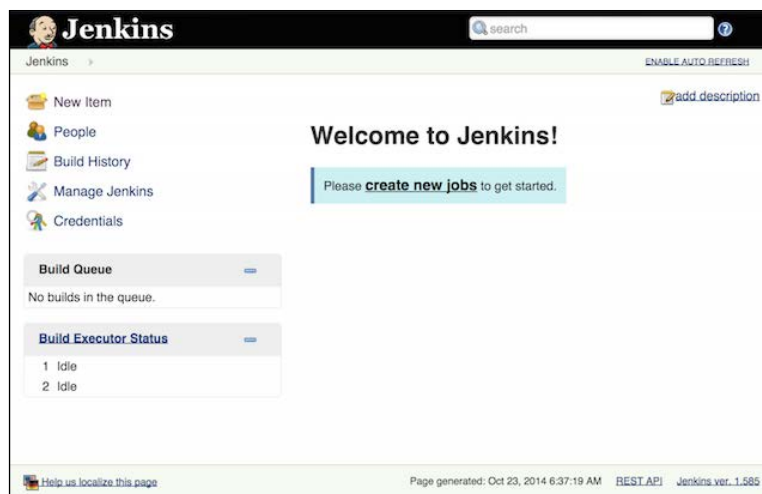 Jenkins
search
Jenkins
ENABLE AUTO REFRESH
New Item
People
Build History
Manage Jenkins
Credentials
add description
Welcome to Jenkins!
Please create new jobs to get started.
Build Queue
No builds in the queue.
Build Executor Status
1 Idle
2 Idle
Help us localize this page
Page generated: Oct 23, 2014 6:37:19 AM REST API Jenkins ver. 1.585